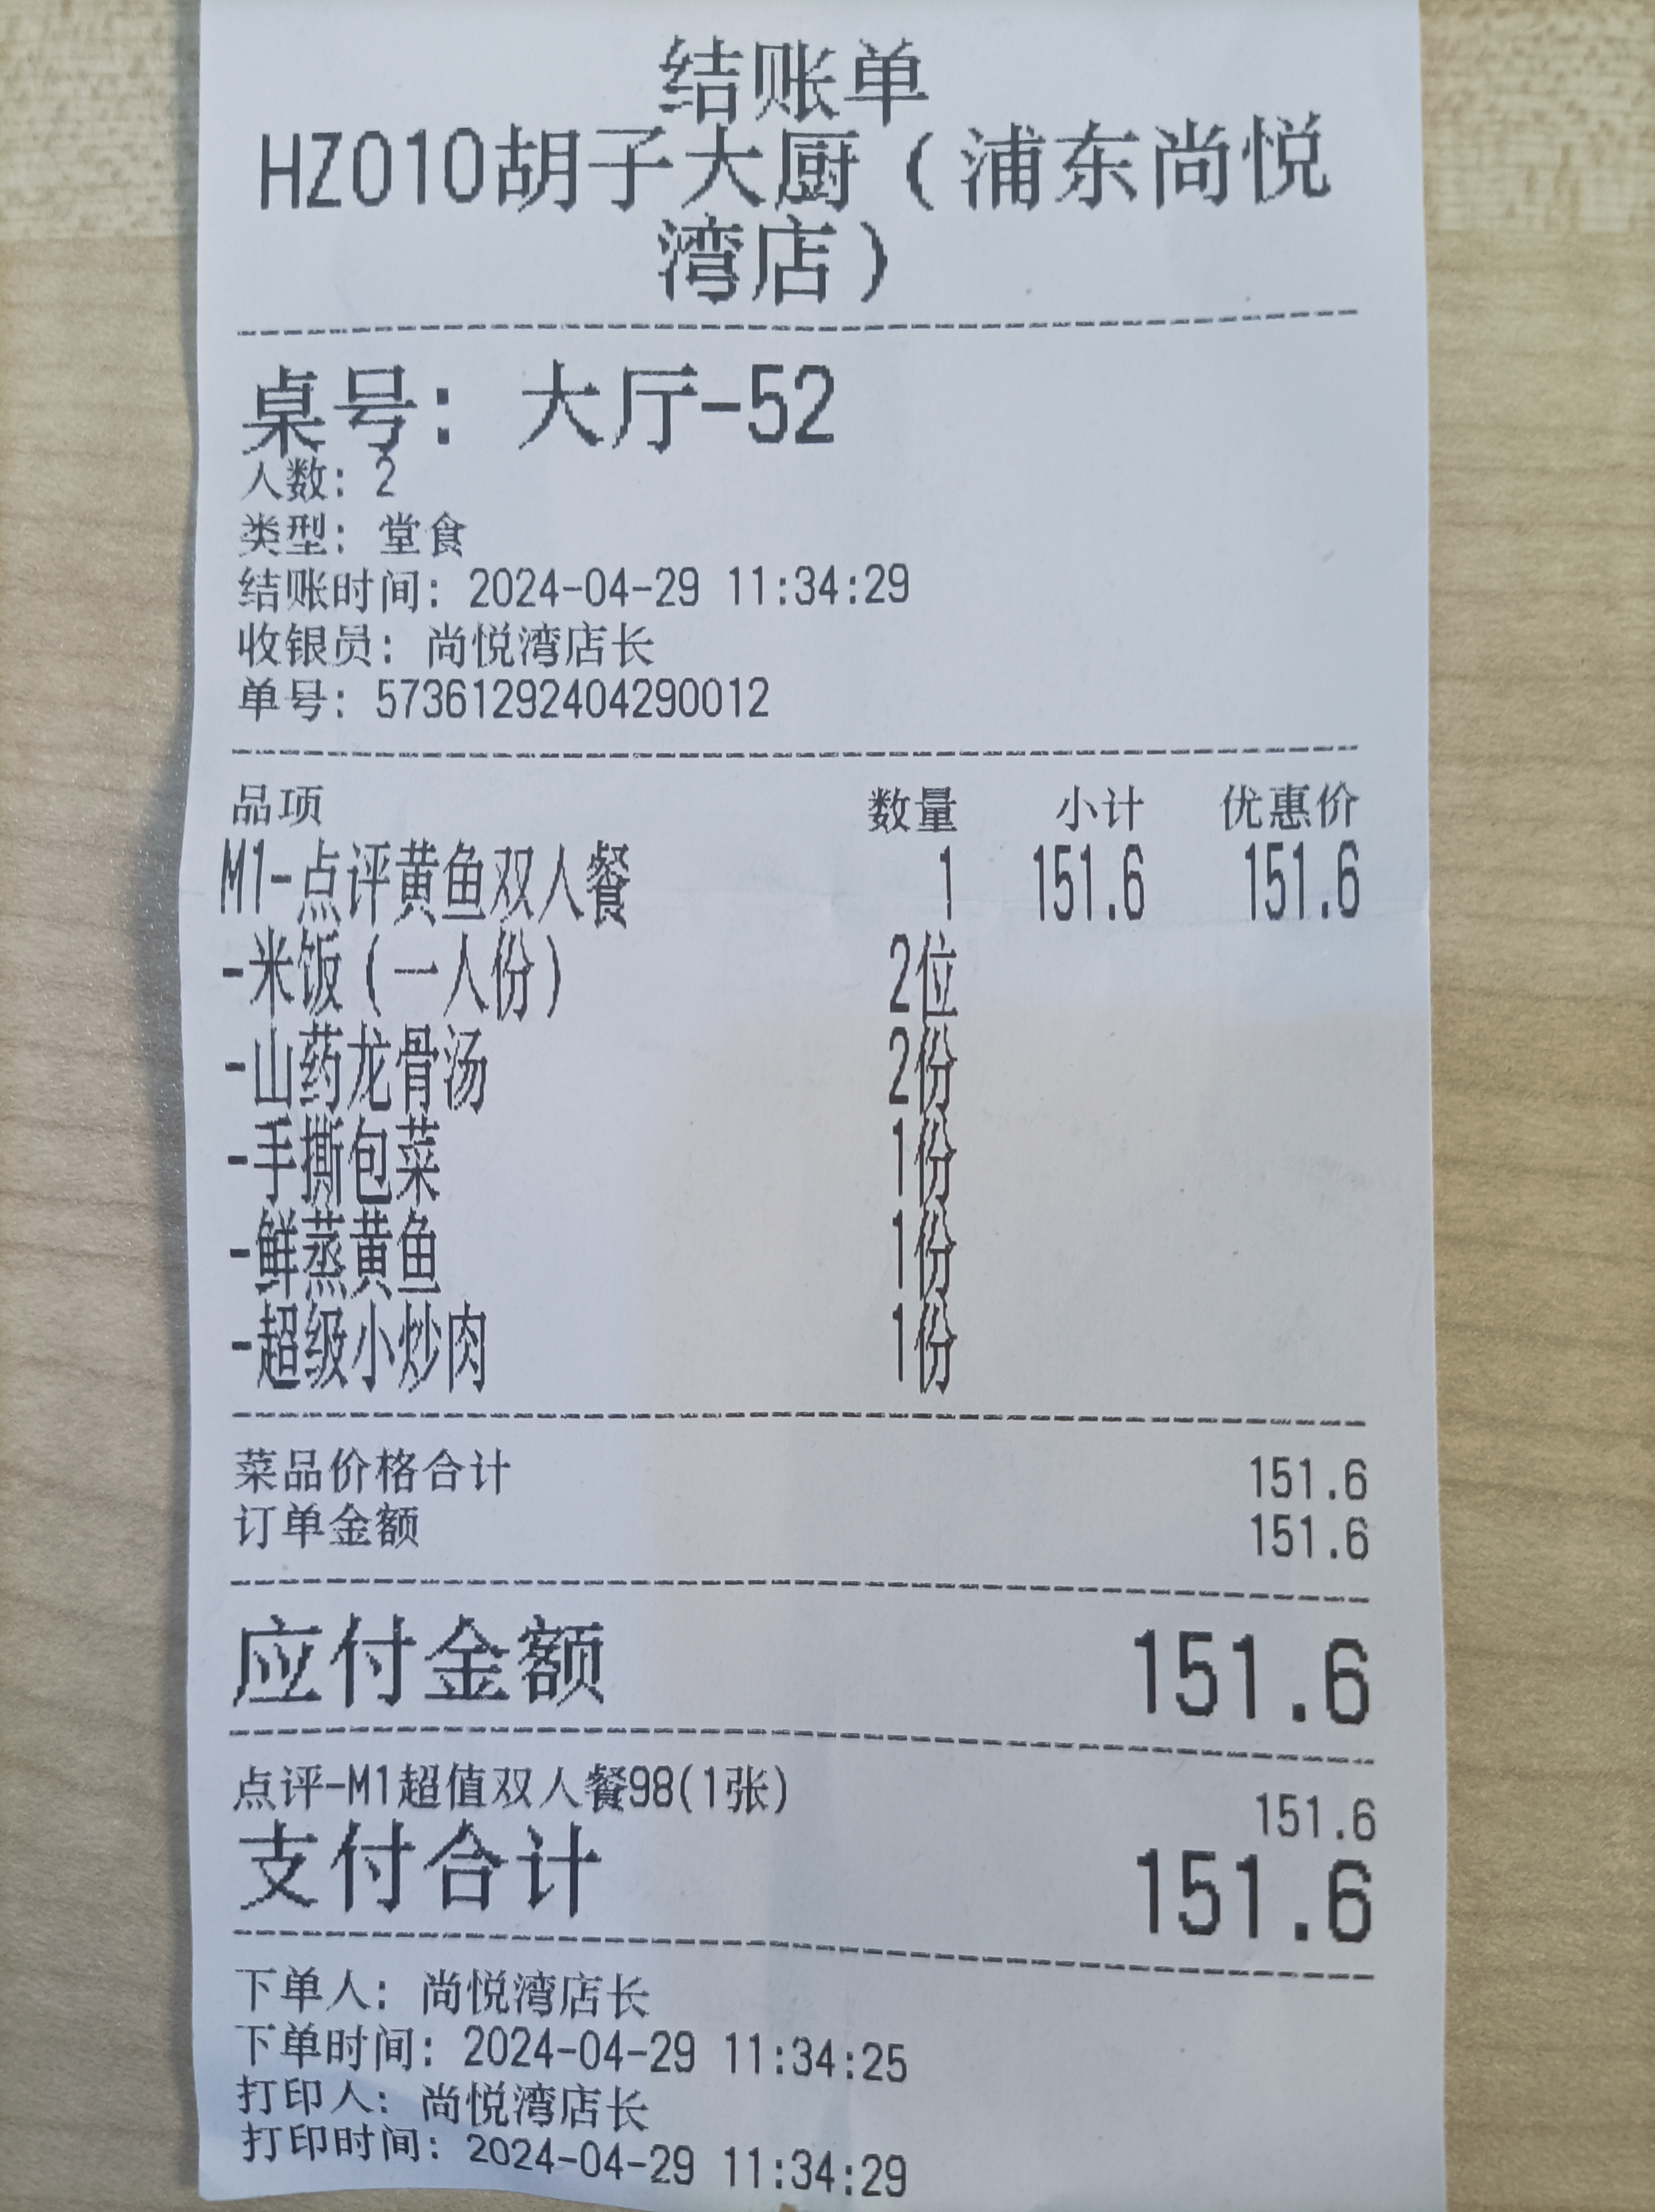 结账单
HZ010胡子大厨（浦东尚悦
湾店）
桌号：大厅-52
人数：2
类型：堂食
结账时间：2024-04-29 11:34:29
收银员：尚悦湾店长
单号：57361292404290012
品项 数量 小计 优惠价
M1-点评黄鱼双人餐 1 151.6 151.6
-米饭（一人份） 2位
-山药龙骨汤 2份
-手撕包菜 1份
-鲜蒸黄鱼 1份
-超级小炒肉 1份
菜品价格合计 151.6
订单金额 151.6
应付金额 151.6
点评-M1超值双人餐98(1张) 151.6
支付合计 151.6
下单人：尚悦湾店长
下单时间：2024-04-29 11:34:25
打印人：尚悦湾店长
打印时间：2024-04-29 11:34:29